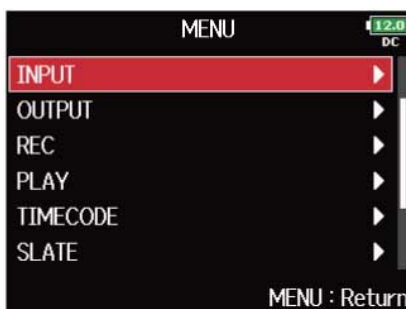 MENU
12.0
DC
INPUT
OUTPUT
REC
PLAY
TIMECODE
SLATE
MENU : Return